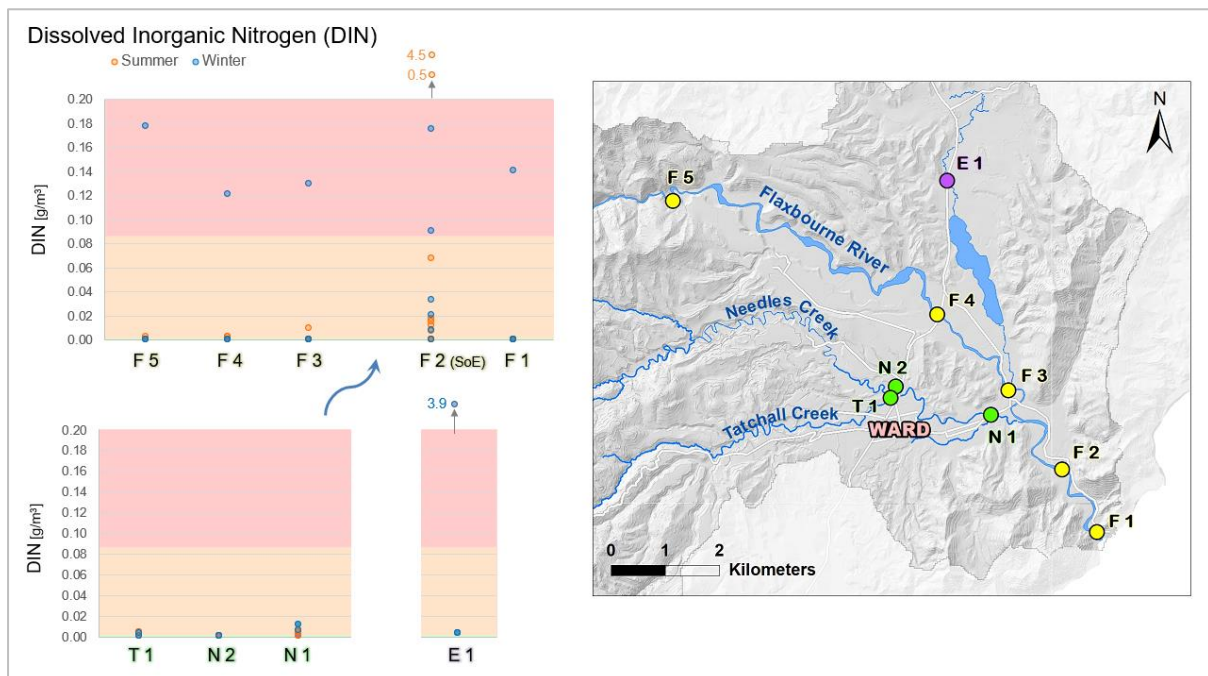 Dissolved Inorganic Nitrogen (DIN)
Summer Winter
4.5
0.5
DIN [g/m³]
0.20
0.18
0.16
0.14
0.12
0.10
0.08
0.06
0.04
0.02
0.00
F 5 F 4 F 3 F 2 (SoE) F 1
3.9
DIN [g/m³]
0.20
0.18
0.16
0.14
0.12
0.10
0.08
0.06
0.04
0.02
0.00
T 1 N 2 N 1 E 1
N
E 1
F 5
Flaxbourne River
F 4
Needles Creek
N 2
F 3
T 1
Tatchall Creek
WARD
N 1
F 2
F 1
0 1 2
Kilometers